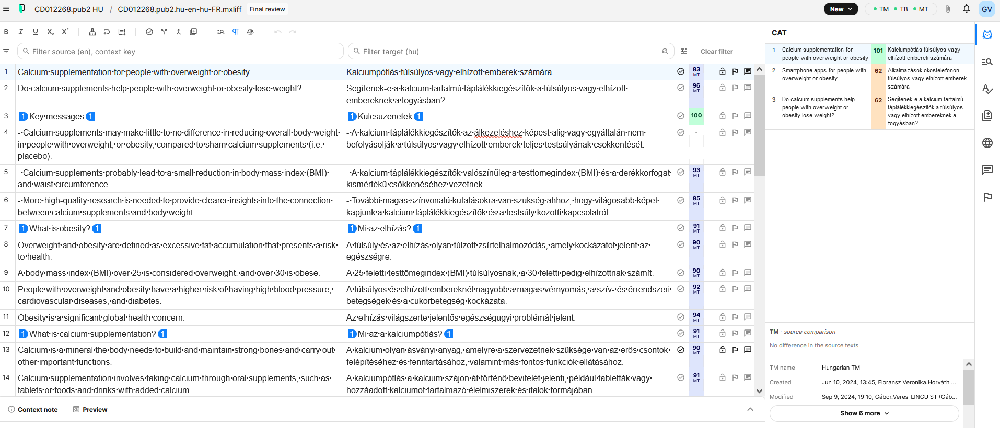 CD012268.pub2 HU / CD012268.pub2.hu-en-hu-FR.mxliff Final review New TM TB MT GV
B I U X₂ X²
Filter source (en), context key Filter target (hu) Clear filter
1 Calcium supplementation for people with overweight or obesity Kalciumpótlás túlsúlyos vagy elhízott emberek számára 83 MT
2 Do calcium supplements help people with overweight or obesity lose weight? Segítenek-e a kalcium tartalmú táplálékkiegészítők a túlsúlyos vagy elhízott 96 MT
embereknek a fogyásban?
3 1 Key messages 1 1 Kulcsüzenetek 1 100
4 - Calcium supplements may make little to no difference in reducing overall body weight - A kalcium táplálékkiegészítők az álkezeléshez képest alig vagy egyáltalán nem -
in people with overweight, or obesity, compared to sham calcium supplements (i.e. befolyásolják a túlsúlyos vagy elhízott emberek teljes testsúlyának csökkentését.
placebo).
5 - Calcium supplements probably lead to a small reduction in body mass index (BMI) - A kalcium táplálékkiegészítők valószínűleg a testtömegindex (BMI) és a derékkörfogat 93 MT
and waist circumference. kismértékű csökkenéséhez vezetnek.
6 - More high-quality research is needed to provide clearer insights into the connection - További magas színvonalú kutatásokra van szükség ahhoz, hogy világosabb képet 85 MT
between calcium supplements and body weight. kapjunk a kalcium táplálékkiegészítők és a testsúly közötti kapcsolatról.
7 1 What is obesity? 1 1 Mi az elhízás? 1 91 MT
8 Overweight and obesity are defined as excessive fat accumulation that presents a risk A túlsúly és az elhízás olyan túlzott zsírfelhalmozódás, amely kockázatot jelent az 90 MT
to health. egészségre.
9 A body mass index (BMI) over 25 is considered overweight, and over 30 is obese. A 25 feletti testtömegindex (BMI) túlsúlyosnak, a 30 feletti pedig elhízottnak számít. 90 MT
10 People with overweight and obesity have a higher risk of having high blood pressure, A túlsúlyos és elhízott embereknél nagyobb a magas vérnyomás, a szív- és érrendszeri 92 MT
cardiovascular diseases, and diabetes. betegségek és a cukorbetegség kockázata.
11 Obesity is a significant global health concern. Az elhízás világszerte jelentős egészségügyi problémát jelent. 94 MT
12 1 What is calcium supplementation? 1 1 Mi az a kalciumpótlás? 1 91 MT
13 Calcium is a mineral the body needs to build and maintain strong bones and carry out A kalcium olyan ásványi anyag, amelyre a szervezetnek szüksége van az erős csontok 90 MT
other important functions. felépítéséhez és fenntartásához, valamint más fontos funkciók ellátásához.
14 Calcium supplementation involves taking calcium through oral supplements, such as A kalciumpótlás a kalcium szájon át történő bevitelét jelenti, például tabletták vagy 91 MT
tablets or foods and drinks with added calcium. hozzáadott kalciumot tartalmazó élelmiszerek és italok formájában.
Context note Preview
CAT
1 Calcium supplementation for 101 Kalciumpótlás túlsúlyos vagy
people with overweight or obesity elhízott emberek számára
2 Smartphone apps for people with 62 Alkalmazások okostelefonon
overweight or obesity túlsúlyos vagy elhízott emberek
számára
3 Do calcium supplements help 62 Segítenek-e a kalcium tartalmú
people with overweight or táplálékkiegészítők a túlsúlyos
obesity lose weight? vagy elhízott embereknek a
fogyásban?
TM · source comparison
No difference in the source texts
TM name Hungarian TM
Created Jun 10, 2024, 13:45, Floransz Veronika.Horváth ...
Modified Sep 9, 2024, 19:10, Gábor.Veres_LINGUIST (Gáb...
Show 6 more